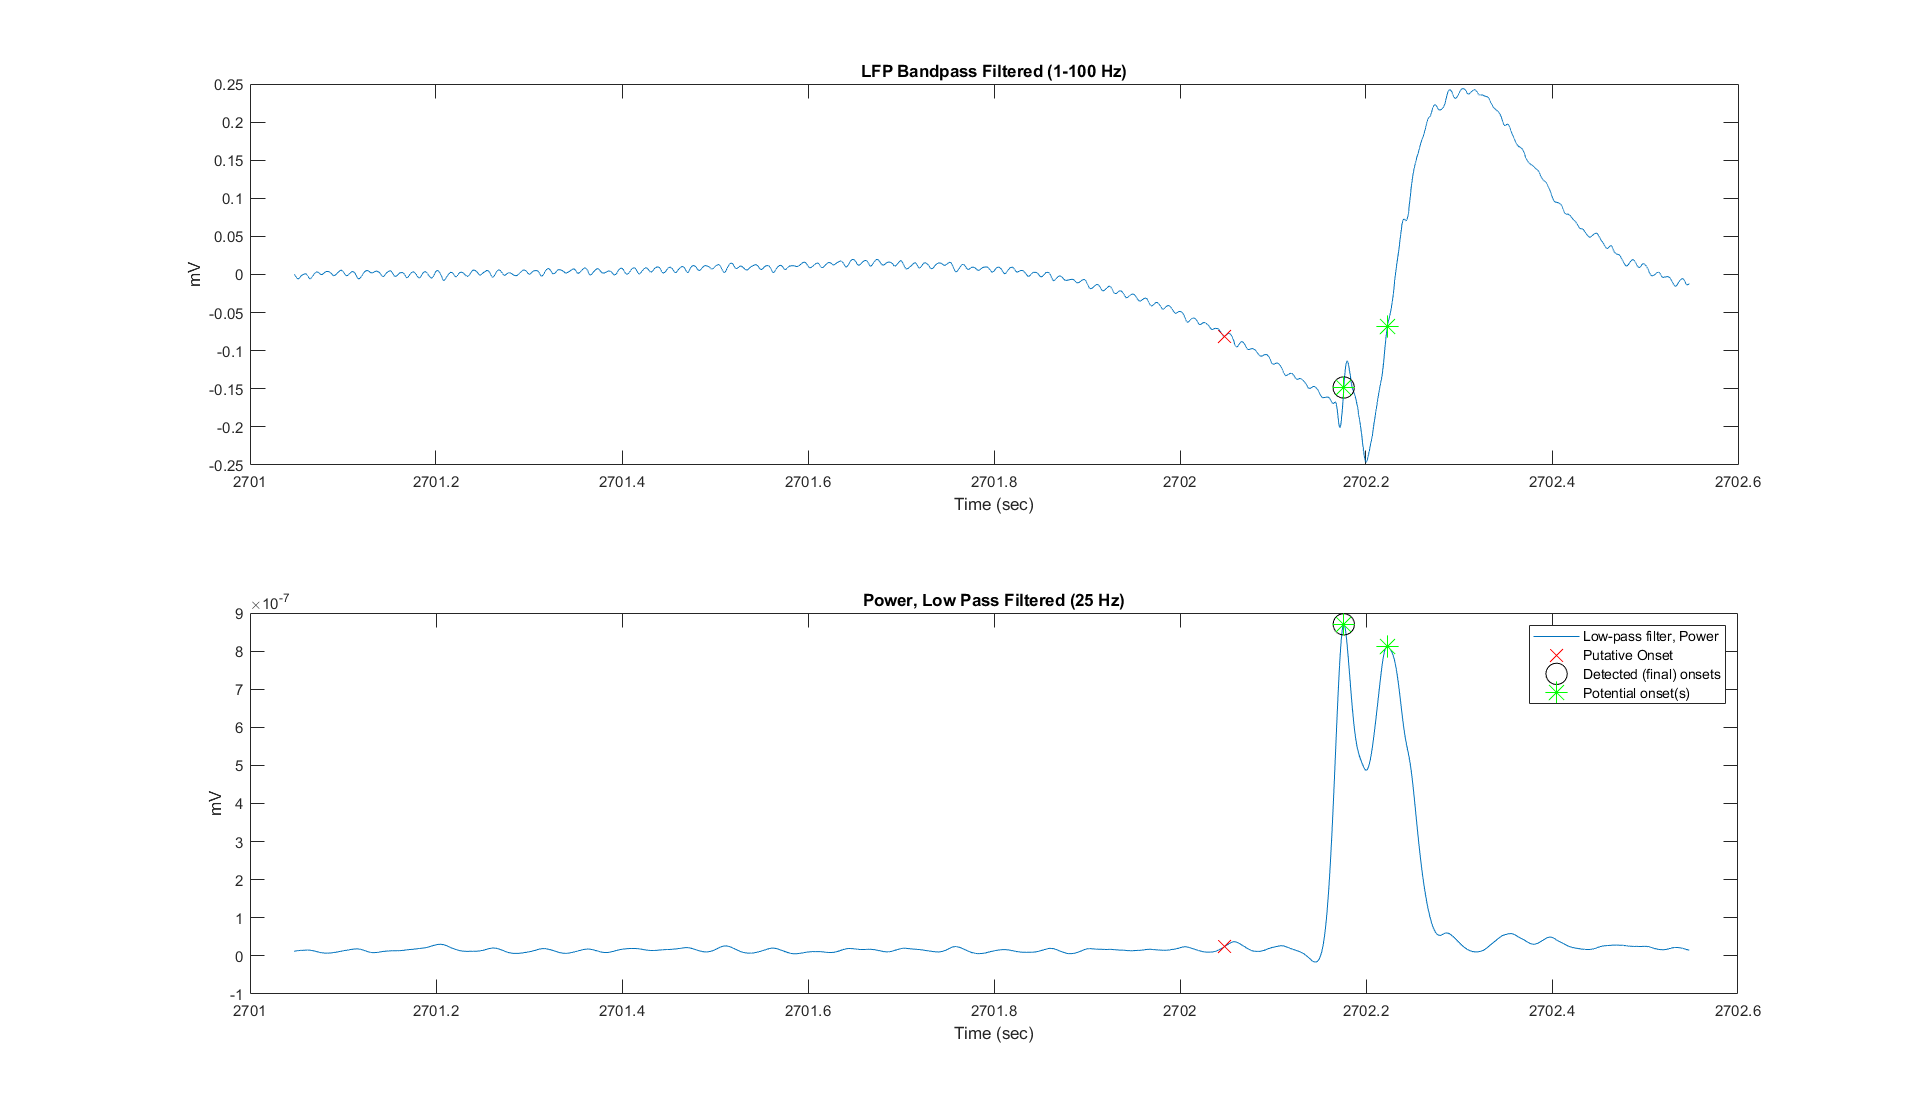 LFP Bandpass Filtered (1-100 Hz)
0.25
0.2
0.15
0.1
0.05
0
-0.05
-0.1
-0.15
-0.2
-0.25
mV
2701 2701.2 2701.4 2701.6 2701.8 2702 2702.2 2702.4 2702.6
Time (sec)
Power, Low Pass Filtered (25 Hz)
×10-7
9
8
7
6
5
4
3
2
1
0
-1
mV
Low-pass filter, Power
Putative Onset
Detected (final) onsets
Potential onset(s)
2701 2701.2 2701.4 2701.6 2701.8 2702 2702.2 2702.4 2702.6
Time (sec)